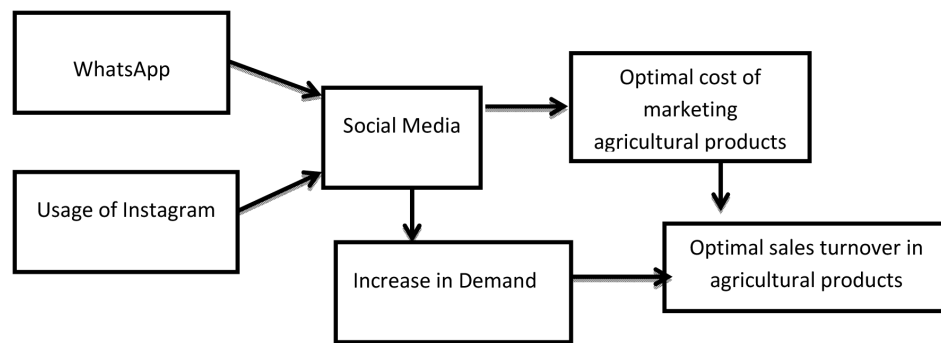 WhatsApp
Usage of Instagram
Social Media
Optimal cost of
marketing
agricultural products
Increase in Demand
Optimal sales turnover in
agricultural products